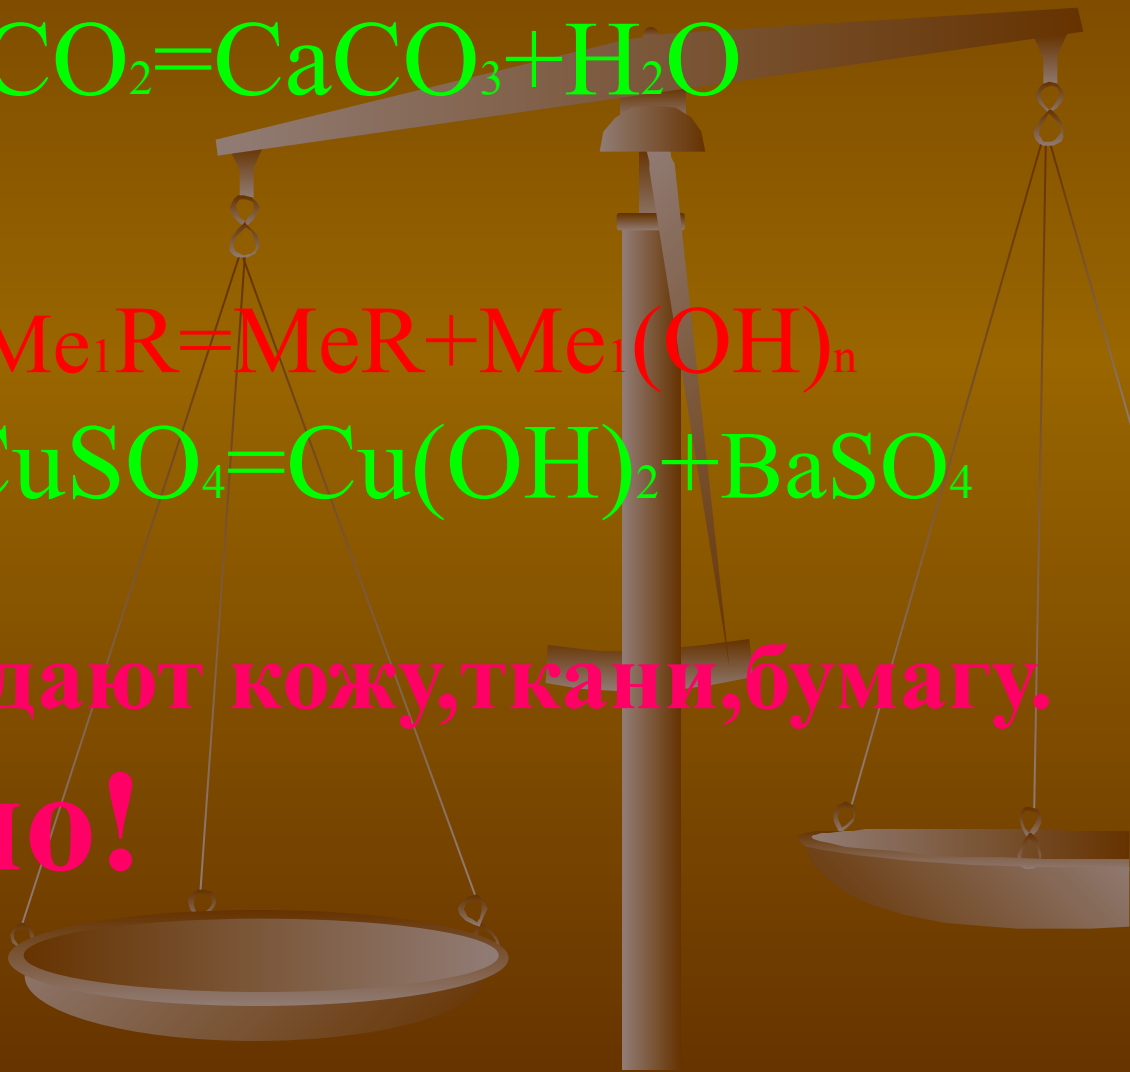 CO₂=CaCO₃+H₂O
Me₁R=MeR+Me₁(OH)ₙ
CuSO₄=Cu(OH)₂+BaSO₄
дают кожу,ткани,бумагу.
но!